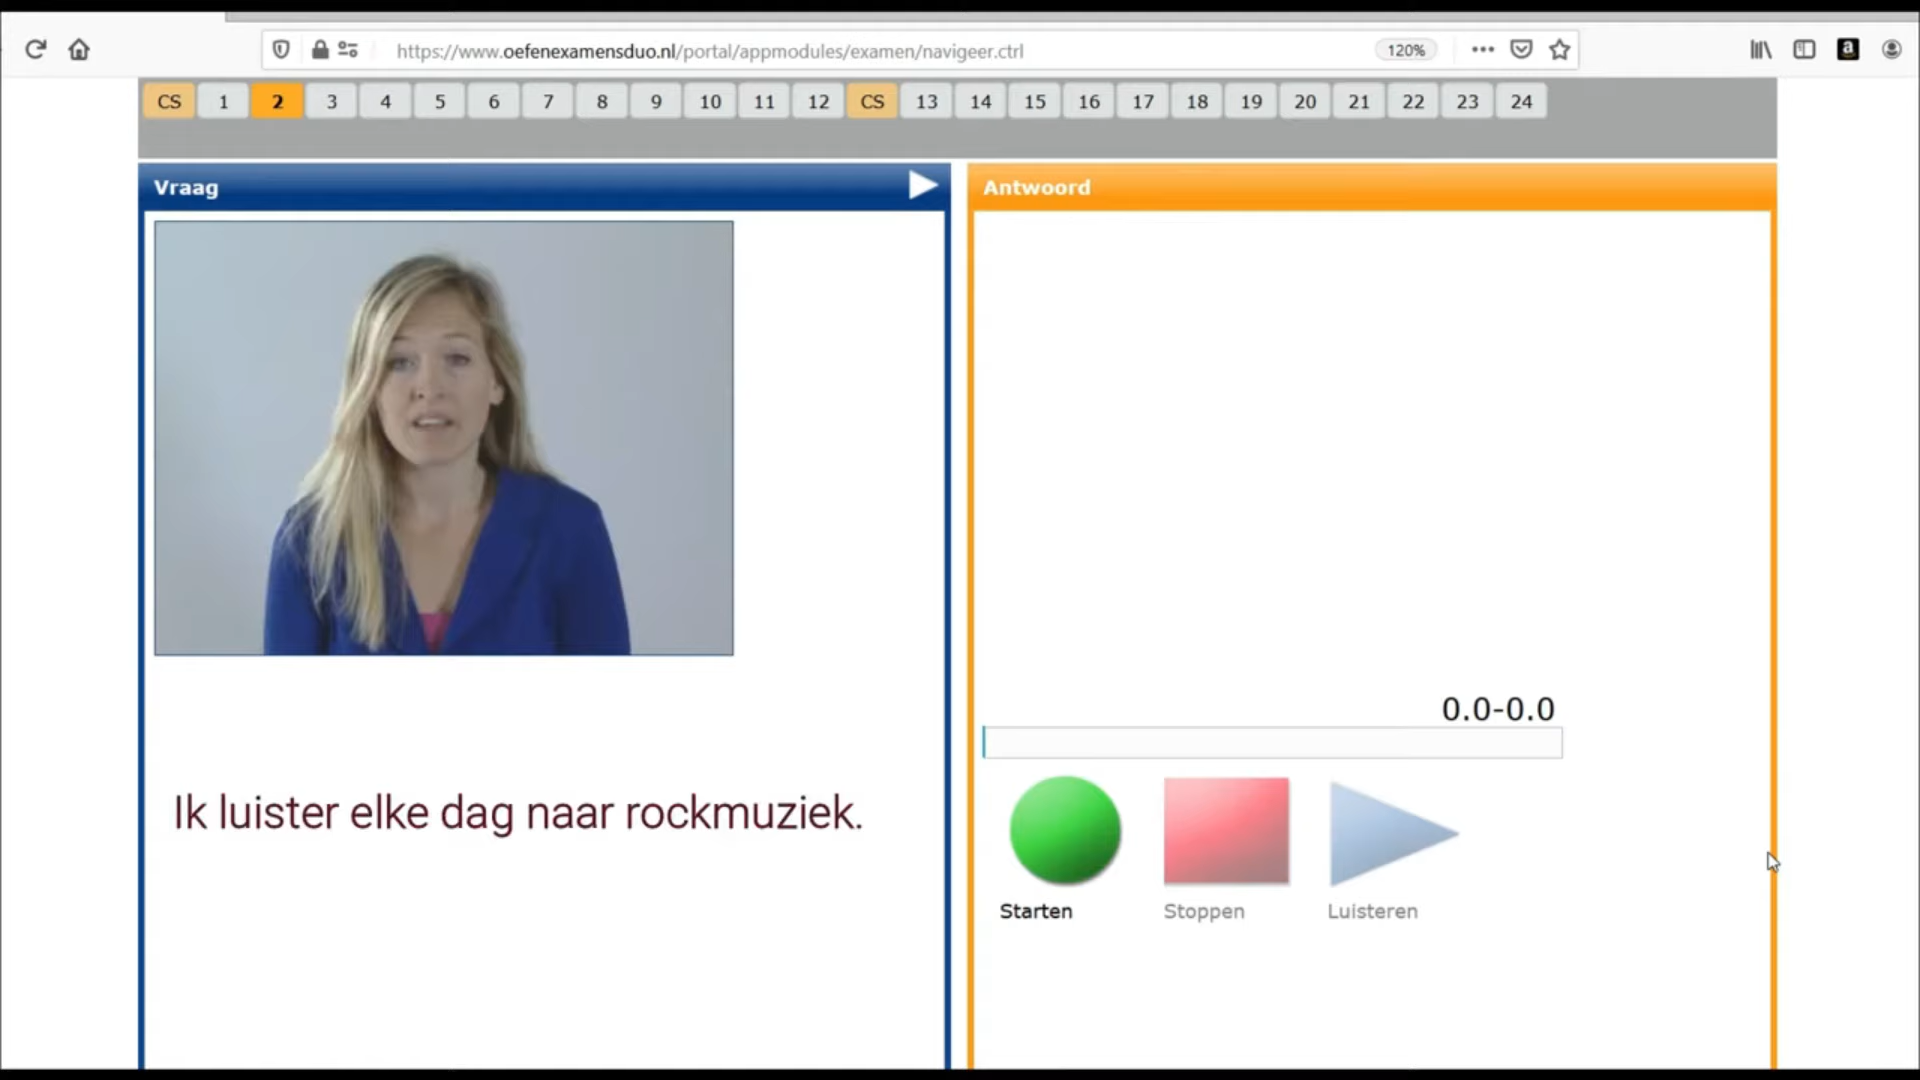 https://www.oefenexamensduo.nl/portal/appmodules/examen/navigeer.ctrl
120%
CS 1 2 3 4 5 6 7 8 9 10 11 12 CS 13 14 15 16 17 18 19 20 21 22 23 24
Vraag
Antwoord
0.0-0.0
Ik luister elke dag naar rockmuziek.
Starten
Stoppen
Luisteren